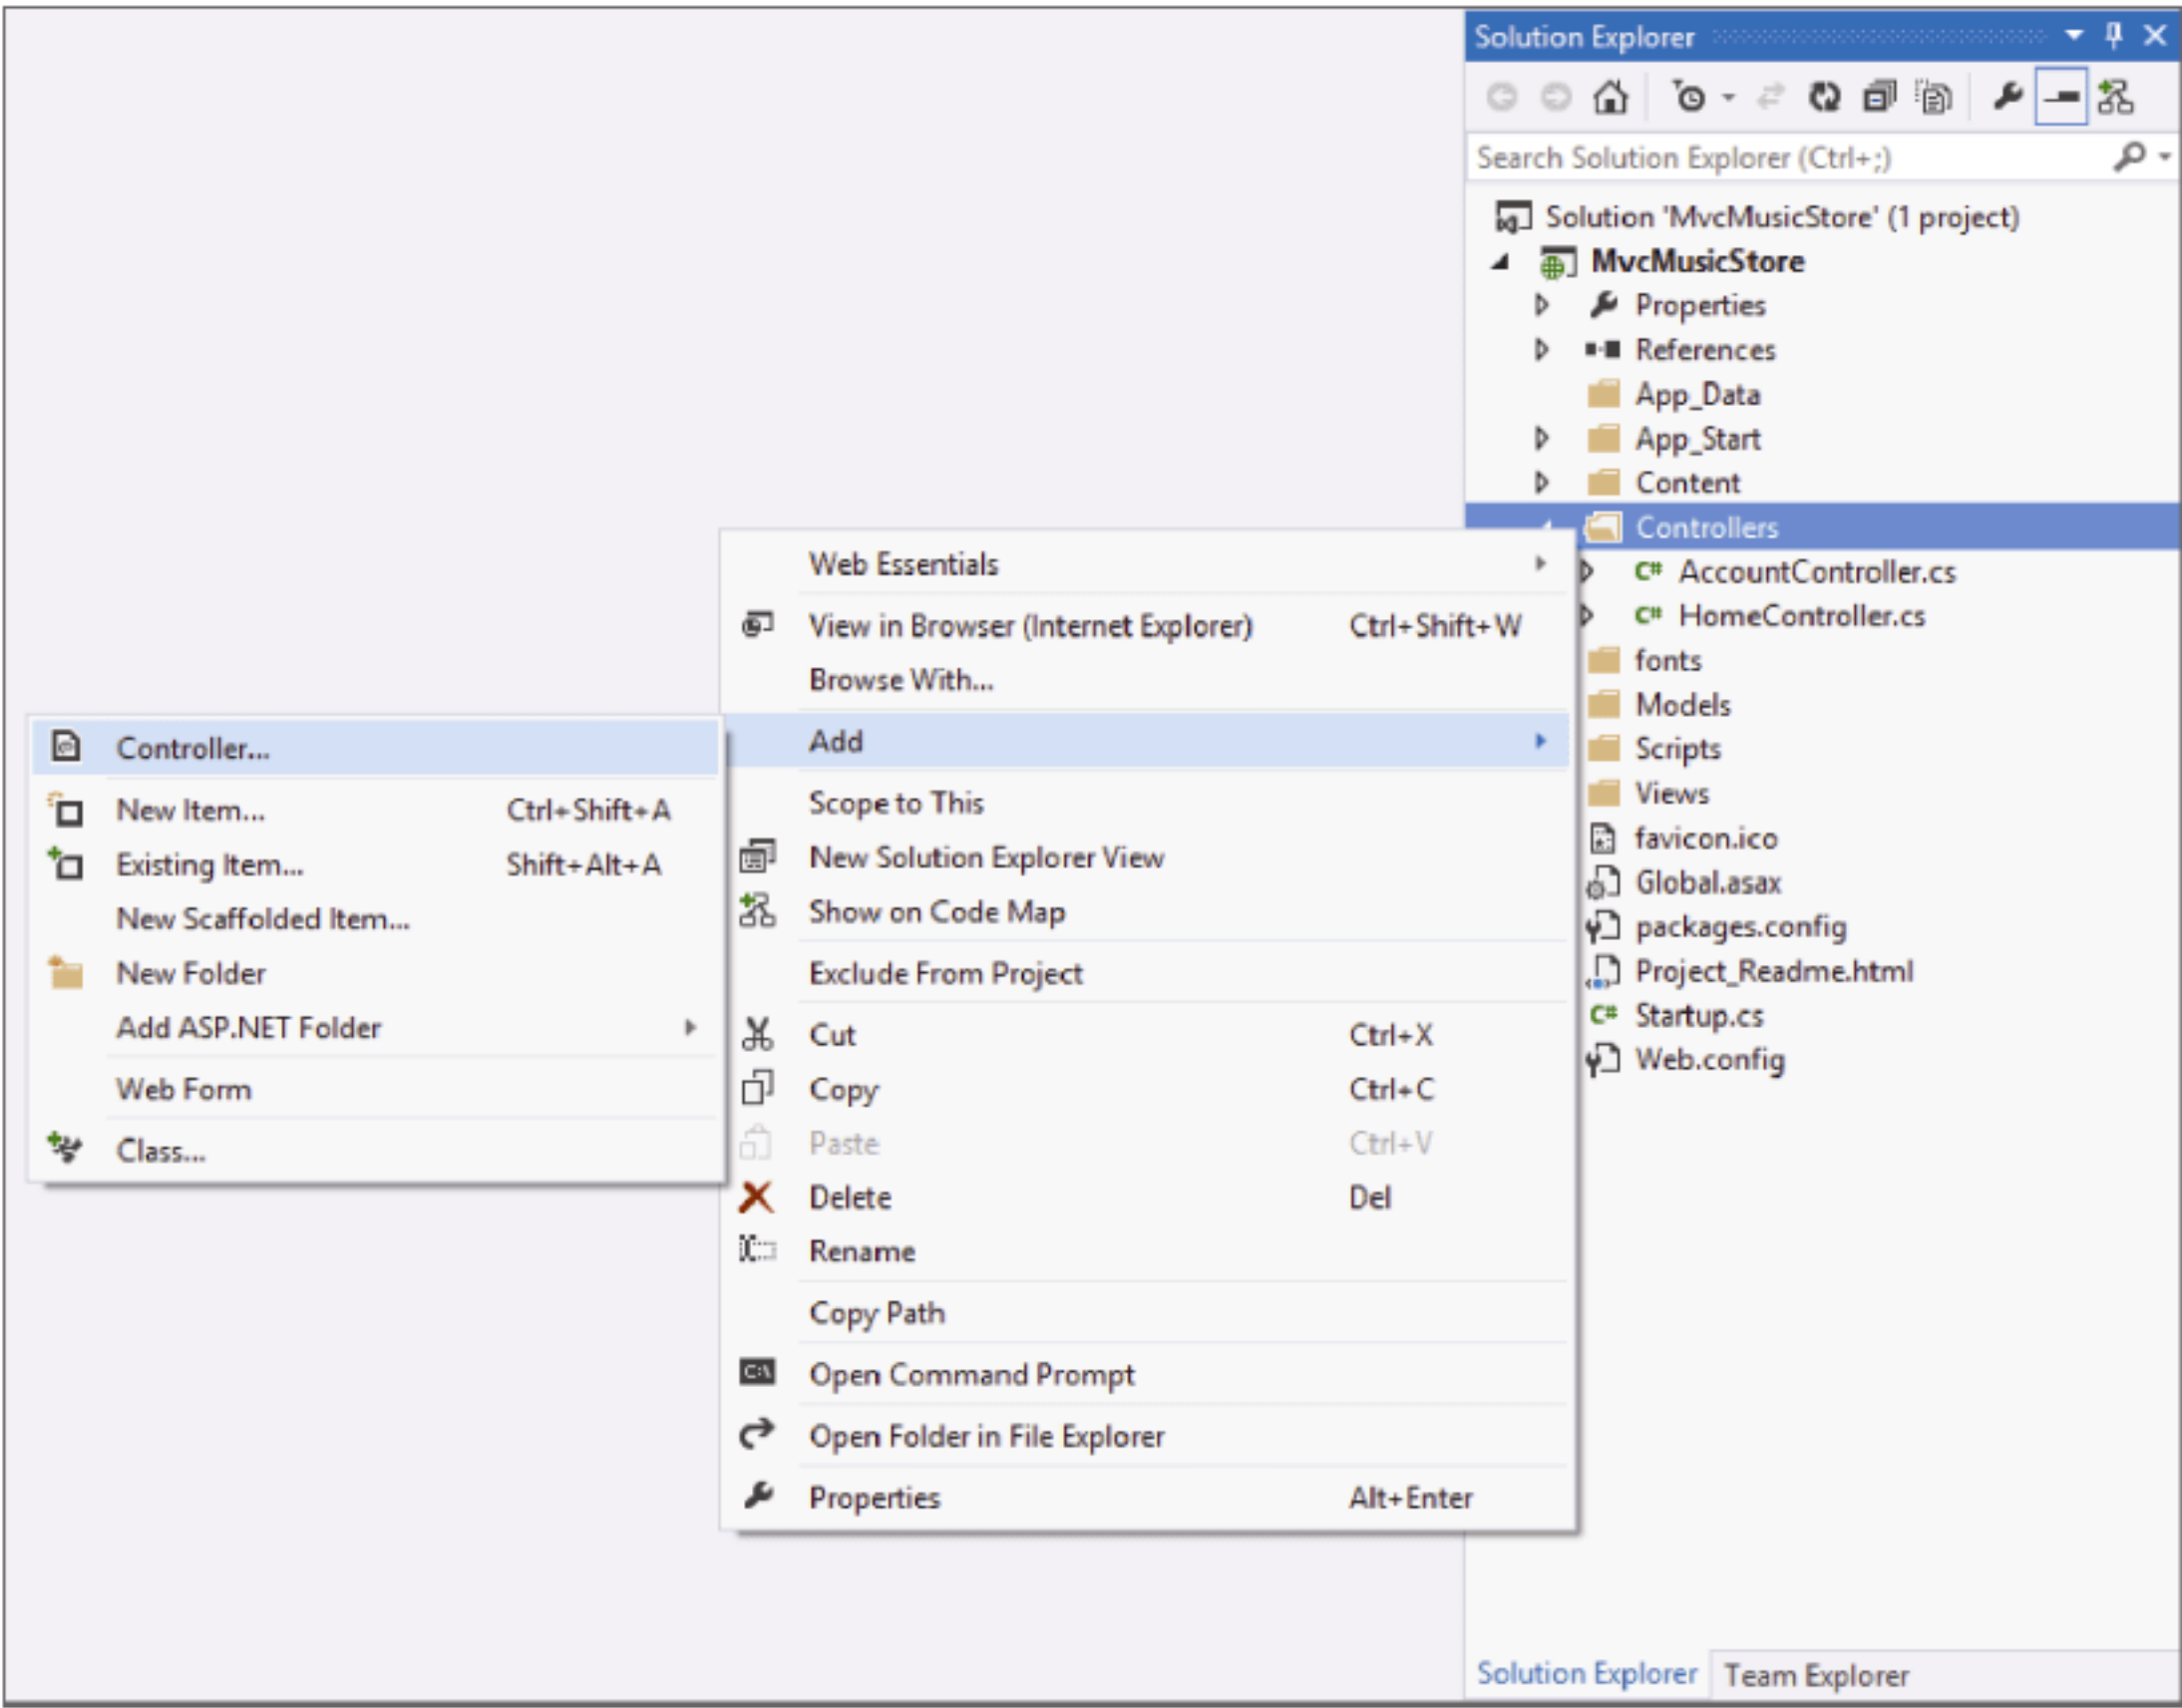 Solution Explorer
Search Solution Explorer (Ctrl+;)
Solution 'MvcMusicStore' (1 project)
MvcMusicStore
Properties
References
App_Data
App_Start
Content
Controllers
C# AccountController.cs
C# HomeController.cs
fonts
Models
Scripts
Views
favicon.ico
Global.asax
packages.config
Project_Readme.html
C# Startup.cs
Web.config
Web Essentials
View in Browser (Internet Explorer) Ctrl+Shift+W
Browse With...
Add
Scope to This
New Solution Explorer View
Show on Code Map
Exclude From Project
Cut Ctrl+X
Copy Ctrl+C
Paste Ctrl+V
Delete Del
Rename
Copy Path
C:\ Open Command Prompt
Open Folder in File Explorer
Properties Alt+Enter
Controller...
New Item... Ctrl+Shift+A
Existing Item... Shift+Alt+A
New Scaffolded Item...
New Folder
Add ASP.NET Folder
Web Form
Class...
Solution Explorer Team Explorer